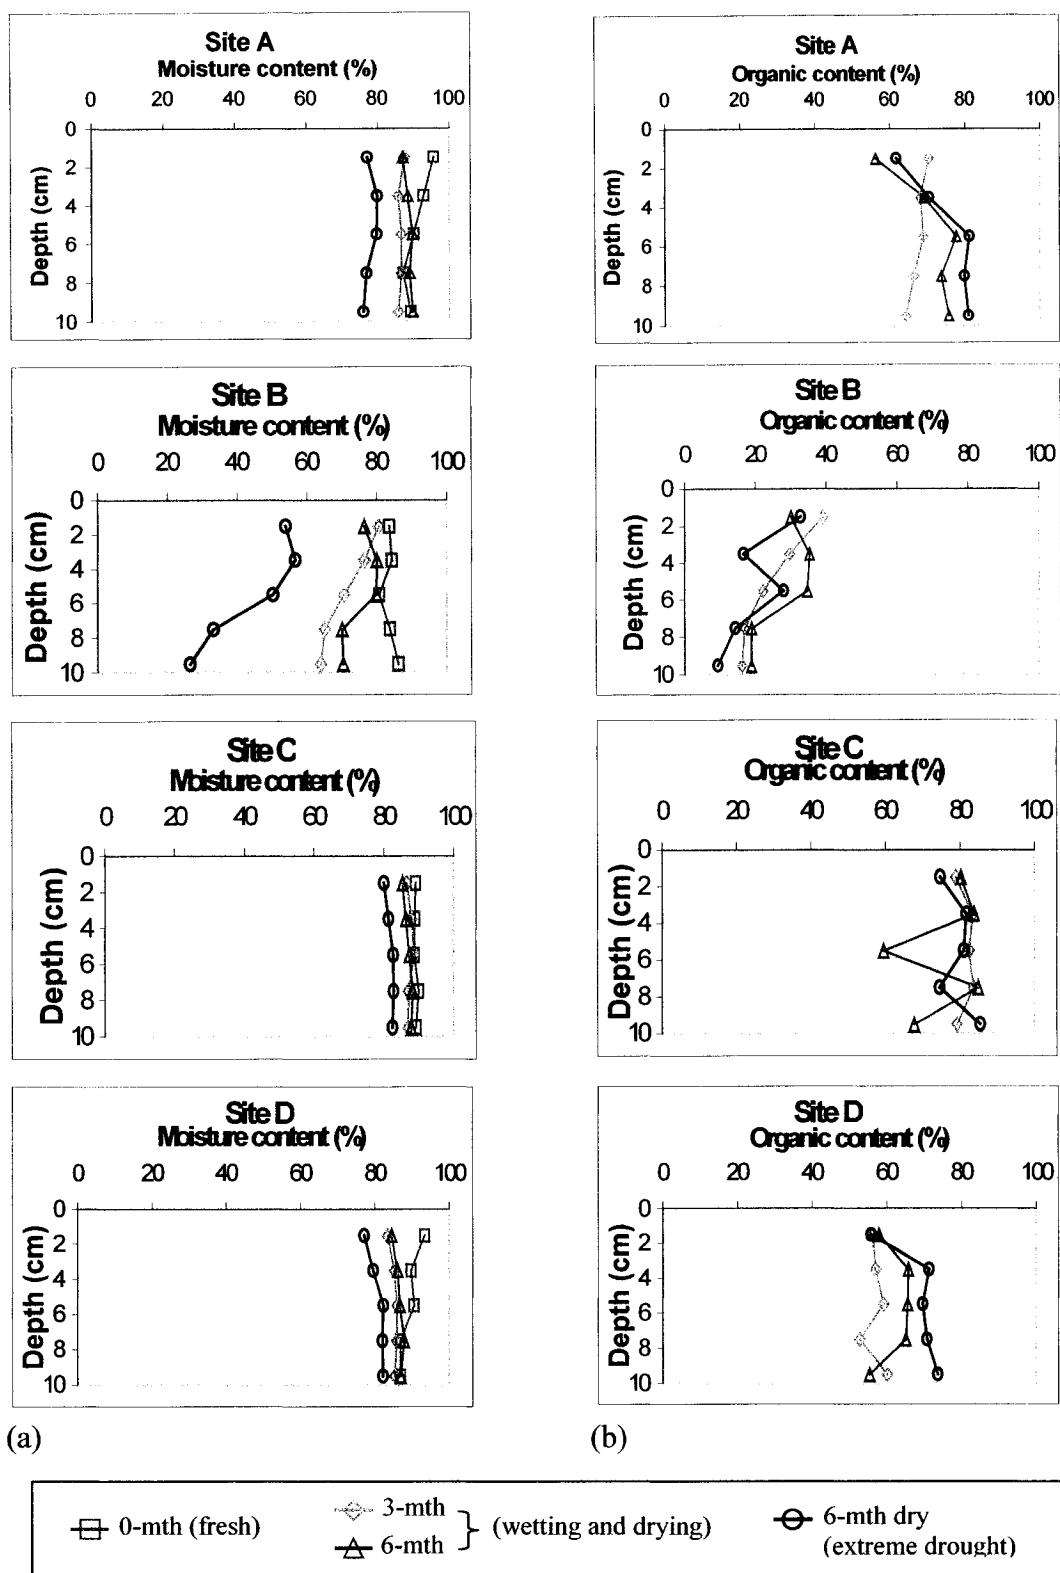 Site A
Moisture content (%)
0 20 40 60 80 100
0
2
4
6
8
10
Depth (cm)
Site A
Organic content (%)
0 20 40 60 80 100
0
2
4
6
8
10
Depth (cm)
Site B
Moisture content (%)
0 20 40 60 80 100
0
2
4
6
8
10
Depth (cm)
Site B
Organic content (%)
0 20 40 60 80 100
0
2
4
6
8
10
Depth (cm)
Site C
Moisture content (%)
0 20 40 60 80 100
0
2
4
6
8
10
Depth (cm)
Site C
Organic content (%)
0 20 40 60 80 100
0
2
4
6
8
10
Depth (cm)
Site D
Moisture content (%)
0 20 40 60 80 100
0
2
4
6
8
10
Depth (cm)
Site D
Organic content (%)
0 20 40 60 80 100
0
2
4
6
8
10
Depth (cm)
(a)
(b)
0-mth (fresh)
3-mth
6-mth
(wetting and drying)
6-mth dry
(extreme drought)